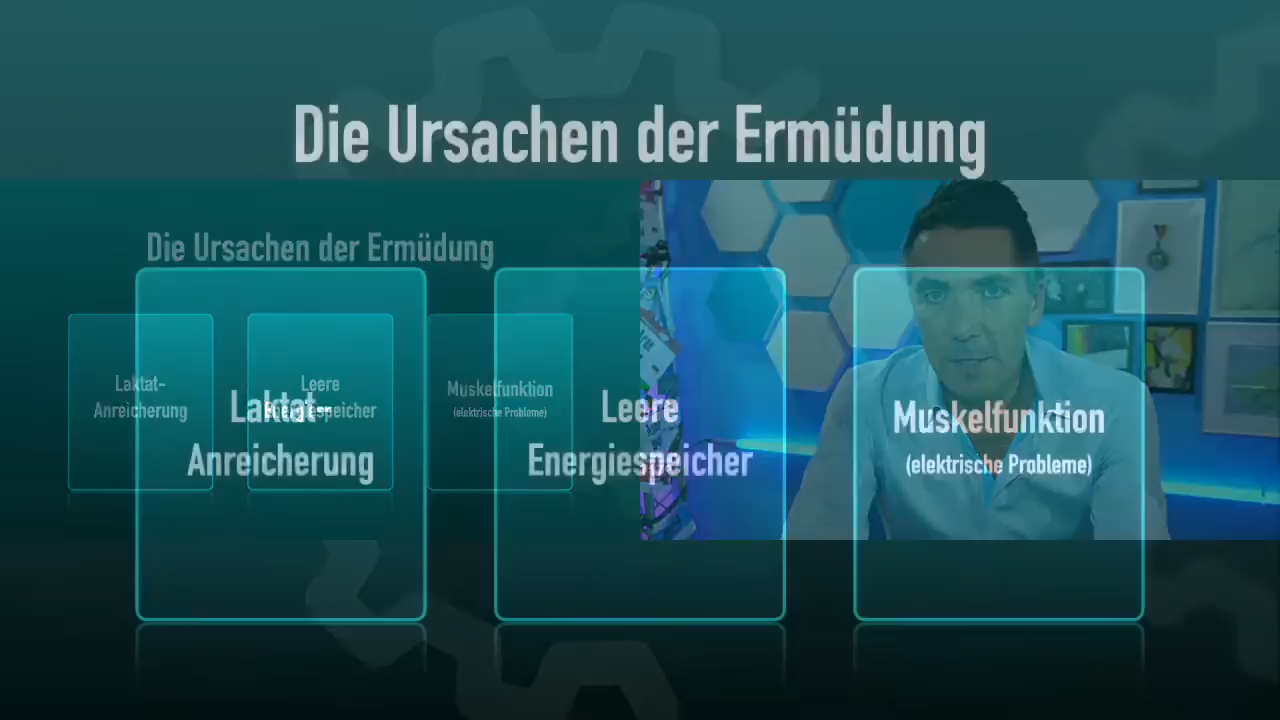 Die Ursachen der Ermüdung
Die Ursachen der Ermüdung
Laktat-
Anreicherung
Leere
Energiespeicher
Muskelfunktion
(elektrische Probleme)
Laktat-
Anreicherung
Leere
Energiespeicher
Muskelfunktion
(elektrische Probleme)